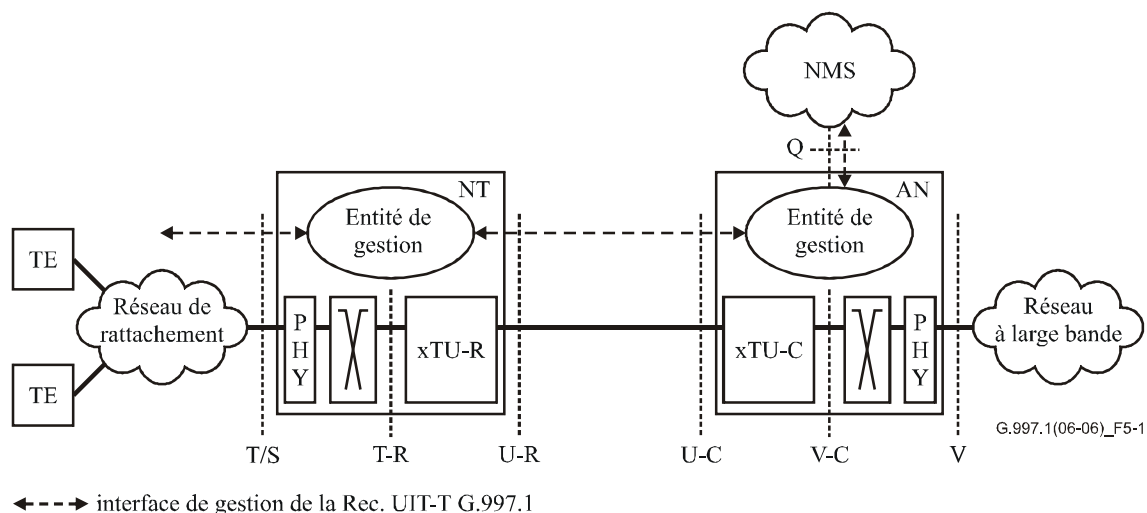 NMS
Q
NT
AN
Entité de
gestion
Entité de
gestion
TE
TE
Réseau de
rattachement
P
H
Y
xTU-R
xTU-C
P
H
Y
Réseau
à large bande
G.997.1(06-06)_F5-1
T/S
T-R
U-R
U-C
V-C
V
interface de gestion de la Rec. UIT-T G.997.1